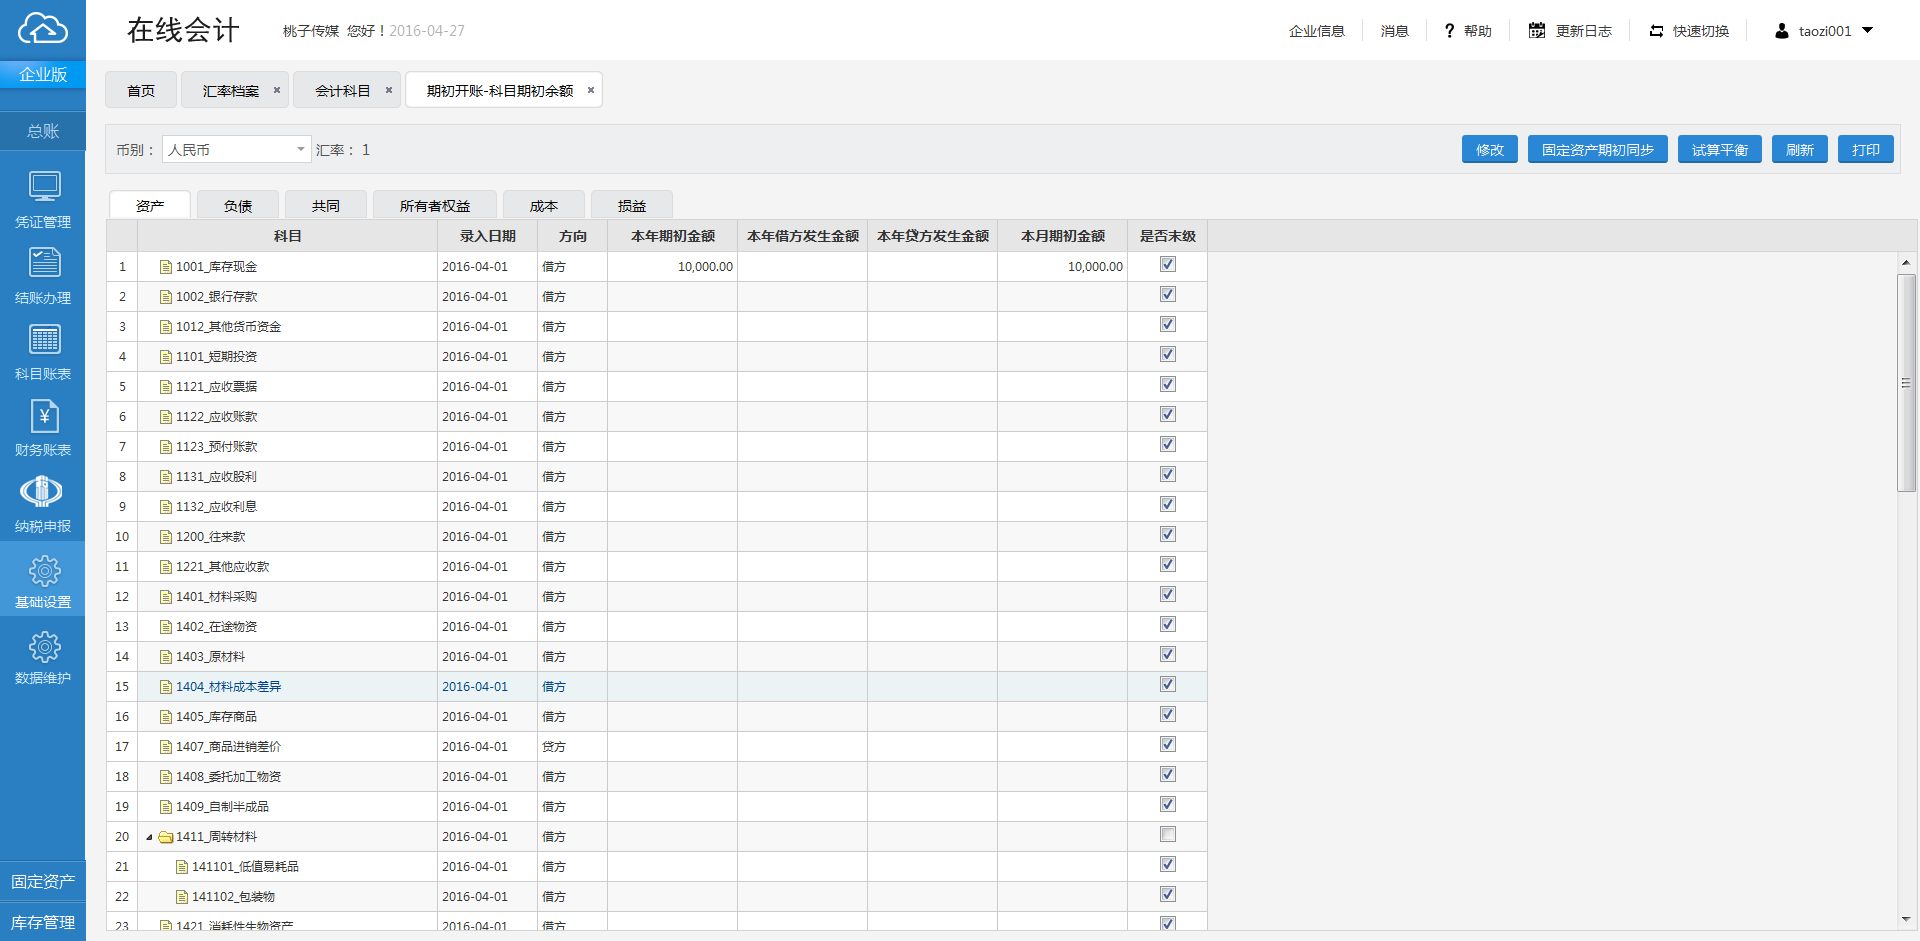 在线会计
桃子传媒 您好！2016-04-27
企业信息
消息
? 帮助
更新日志
快速切换
taozi001
企业版
总账
凭证管理
结账办理
科目账表
财务账表
纳税申报
基础设置
数据维护
固定资产
库存管理
首页
汇率档案 ×
会计科目 ×
期初开账-科目期初余额 ×
币别： 人民币 汇率： 1
修改 固定资产期初同步 试算平衡 刷新 打印
资产 负债 共同 所有者权益 成本 损益
科目 录入日期 方向 本年期初金额 本年借方发生金额 本年贷方发生金额 本月期初金额 是否末级
1 1001_库存现金 2016-04-01 借方 10,000.00 10,000.00
2 1002_银行存款 2016-04-01 借方
3 1012_其他货币资金 2016-04-01 借方
4 1101_短期投资 2016-04-01 借方
5 1121_应收票据 2016-04-01 借方
6 1122_应收账款 2016-04-01 借方
7 1123_预付账款 2016-04-01 借方
8 1131_应收股利 2016-04-01 借方
9 1132_应收利息 2016-04-01 借方
10 1200_往来款 2016-04-01 借方
11 1221_其他应收款 2016-04-01 借方
12 1401_材料采购 2016-04-01 借方
13 1402_在途物资 2016-04-01 借方
14 1403_原材料 2016-04-01 借方
15 1404_材料成本差异 2016-04-01 借方
16 1405_库存商品 2016-04-01 借方
17 1407_商品进销差价 2016-04-01 贷方
18 1408_委托加工物资 2016-04-01 借方
19 1409_自制半成品 2016-04-01 借方
20 1411_周转材料 2016-04-01 借方
21 141101_低值易耗品 2016-04-01 借方
22 141102_包装物 2016-04-01 借方
23 1421_消耗性生物资产 2016-04-01 借方